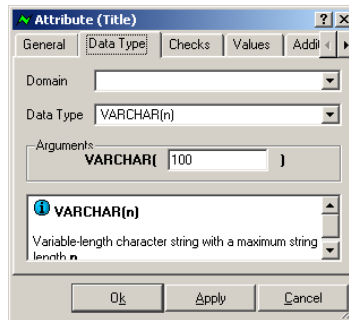 Attribute (Title)
General Data Type Checks Values Addit
Domain
Data Type VARCHAR(n)
Arguments
VARCHAR( 100 )
VARCHAR(n)
Variable-length character string with a maximum string
length n
Ok Apply Cancel